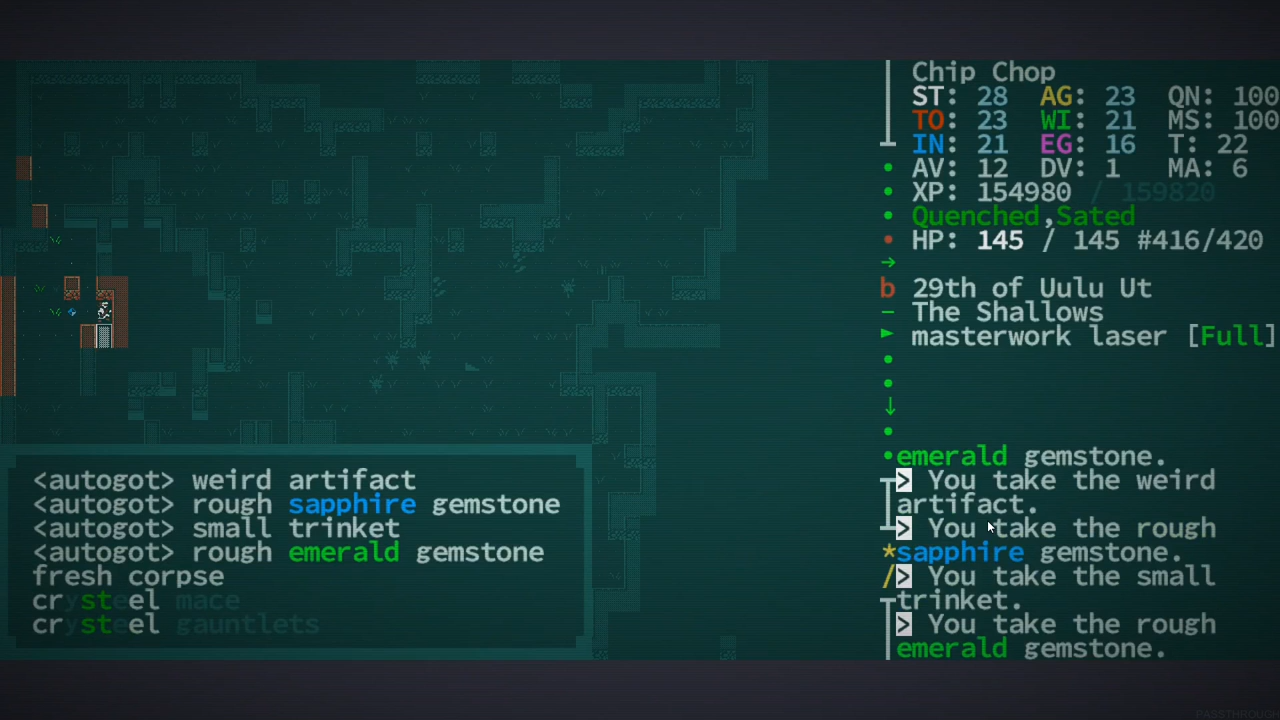 Chip Chop
ST: 28 AG: 23 QN: 100
TO: 23 WI: 21 MS: 100
IN: 21 EG: 16 T: 22
AV: 12 DV: 1 MA: 6
XP: 154980 / 159820
Quenched,Sated
HP: 145 / 145 #416/420
b 29th of Uulu Ut
The Shallows
masterwork laser [Full]
emerald gemstone.
> You take the weird
artifact.
> You take the rough
*sapphire gemstone.
/> You take the small
trinket.
> You take the rough
emerald gemstone.
<autogot> weird artifact
<autogot> rough sapphire gemstone
<autogot> small trinket
<autogot> rough emerald gemstone
fresh corpse
crysteel mace
crysteel gauntlets